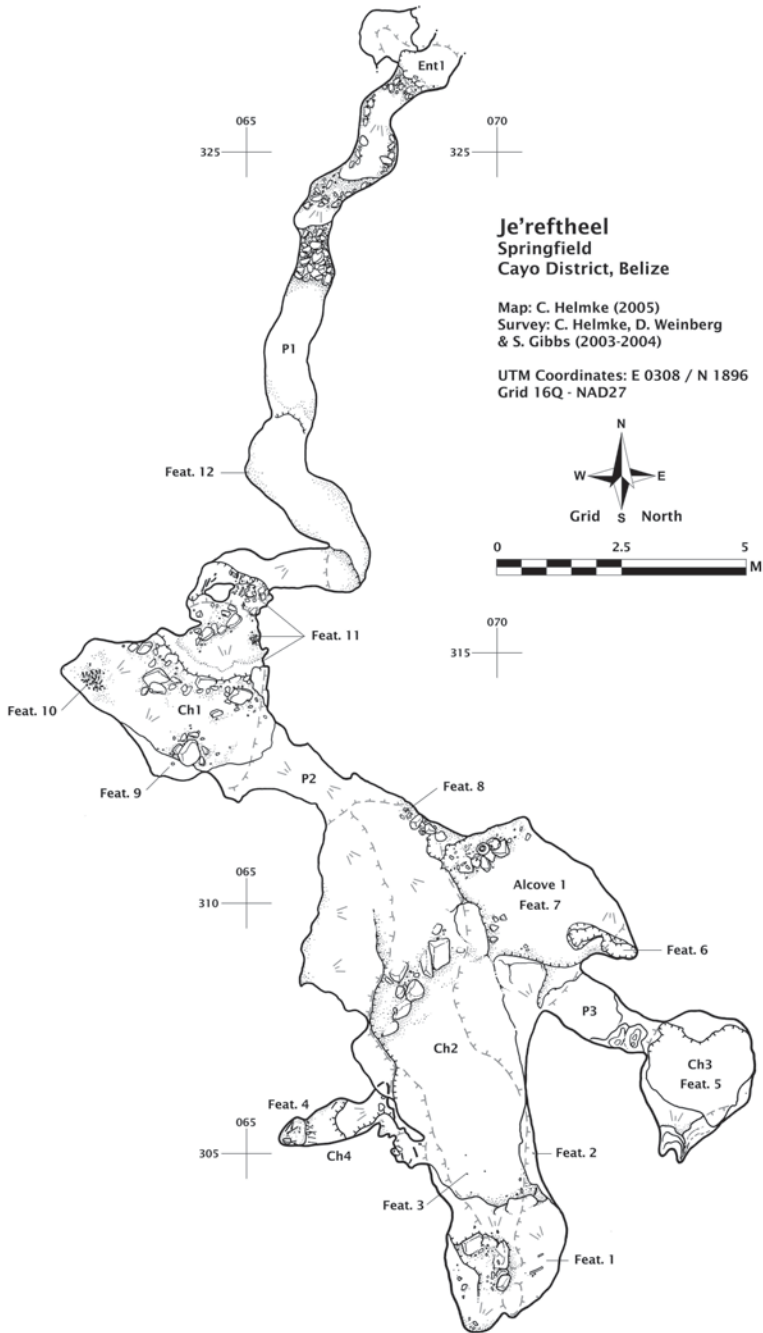 Ent1
065
070
325
325
Je'reftheel
Springfield
Cayo District, Belize
Map: C. Helmke (2005)
Survey: C. Helmke, D. Weinberg
& S. Gibbs (2003-2004)
P1
UTM Coordinates: E 0308 / N 1896
Grid 16Q - NAD27
N
Feat. 12
W
E
Grid S North
0 2.5 5
M
070
Feat. 11
315
Feat. 10
Ch1
P2
Feat. 9
Feat. 8
065
Alcove 1
310
Feat. 7
Feat. 6
P3
Ch2
Ch3
Feat. 5
Feat. 4
065
305
Ch4
Feat. 2
Feat. 3
Feat. 1